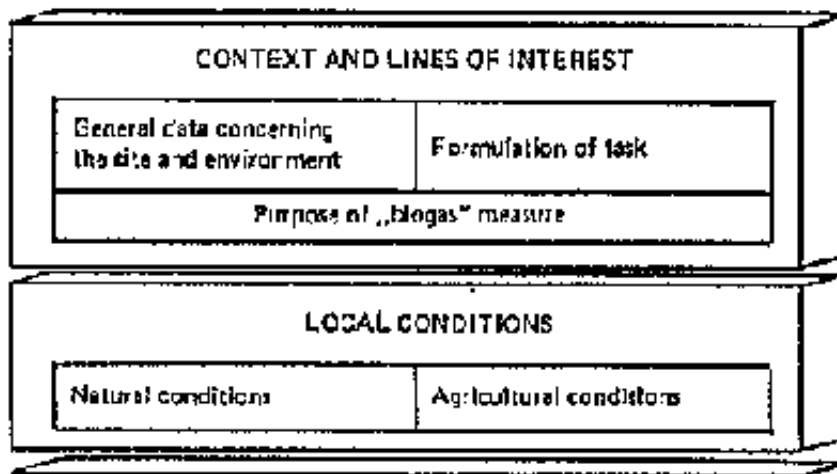 CONTEXT AND LINES OF INTEREST
General data concerning
the site and environment
Formulation of task
Purpose of „biogas" measure
LOCAL CONDITIONS
Natural conditions
Agricultural conditions